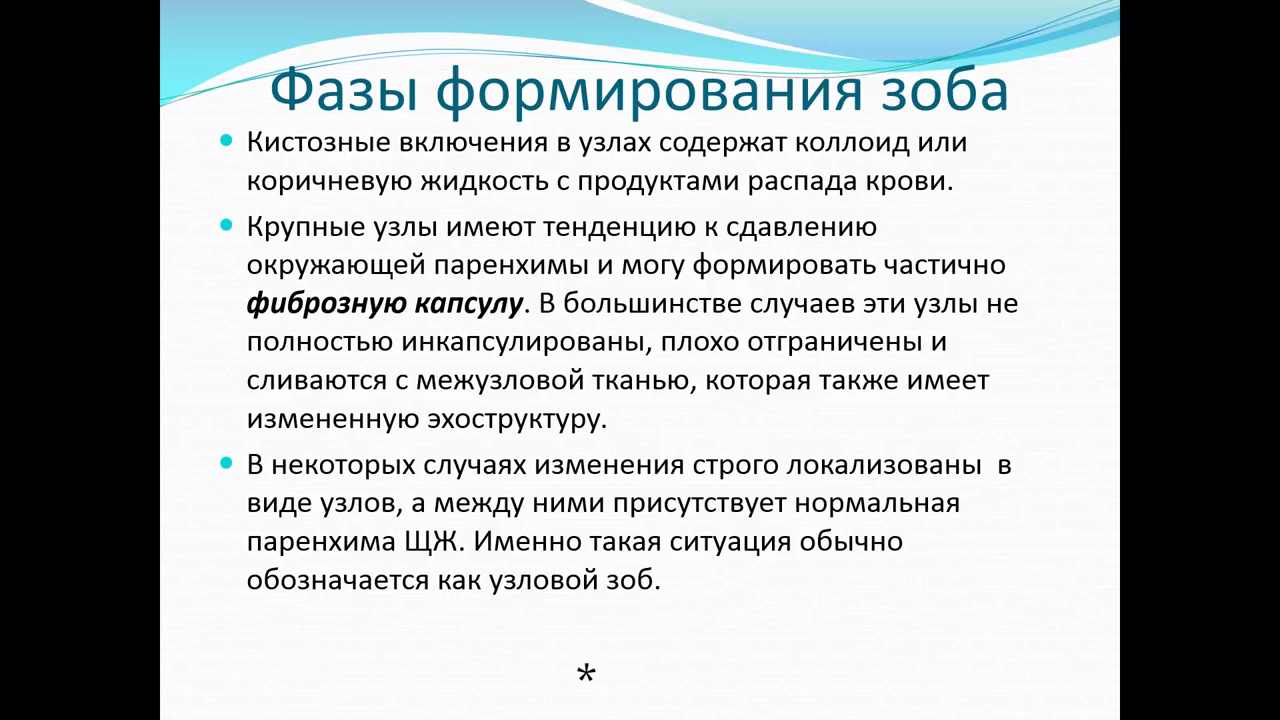 Фазы формирования зоба
Кистозные включения в узлах содержат коллоид или
коричневую жидкость с продуктами распада крови.
Крупные узлы имеют тенденцию к сдавлению
окружающей паренхимы и могу формировать частично
фиброзную капсулу. В большинстве случаев эти узлы не
полностью инкапсулированы, плохо отграничены и
сливаются с межузловой тканью, которая также имеет
измененную эхоструктуру.
В некоторых случаях изменения строго локализованы  в
виде узлов, а между ними присутствует нормальная
паренхима ЩЖ. Именно такая ситуация обычно
обозначается как узловой зоб.
*